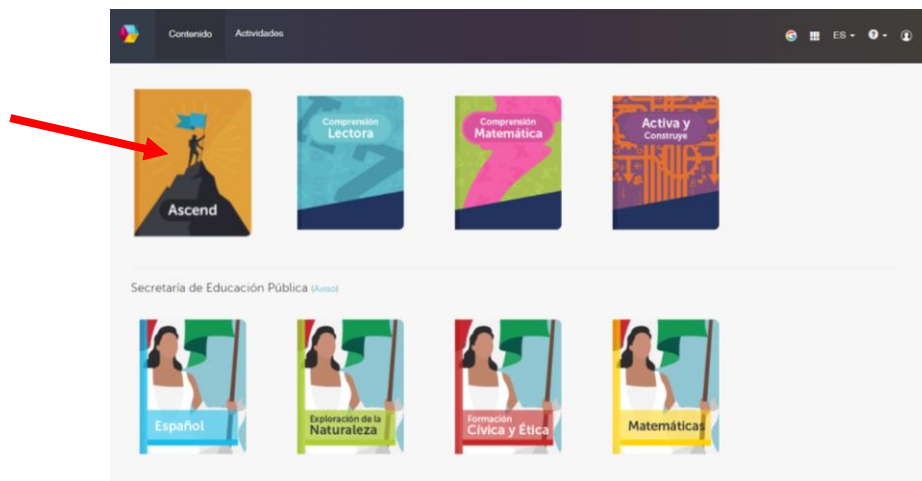 Contenido Actividades ES
Ascend
Comprensión
Lectora
Comprensión
Matemática
Activa y
Construye
Secretaría de Educación Pública (Aviso)
Español
Exploración de la
Naturaleza
Formación
Cívica y Ética
Matemáticas